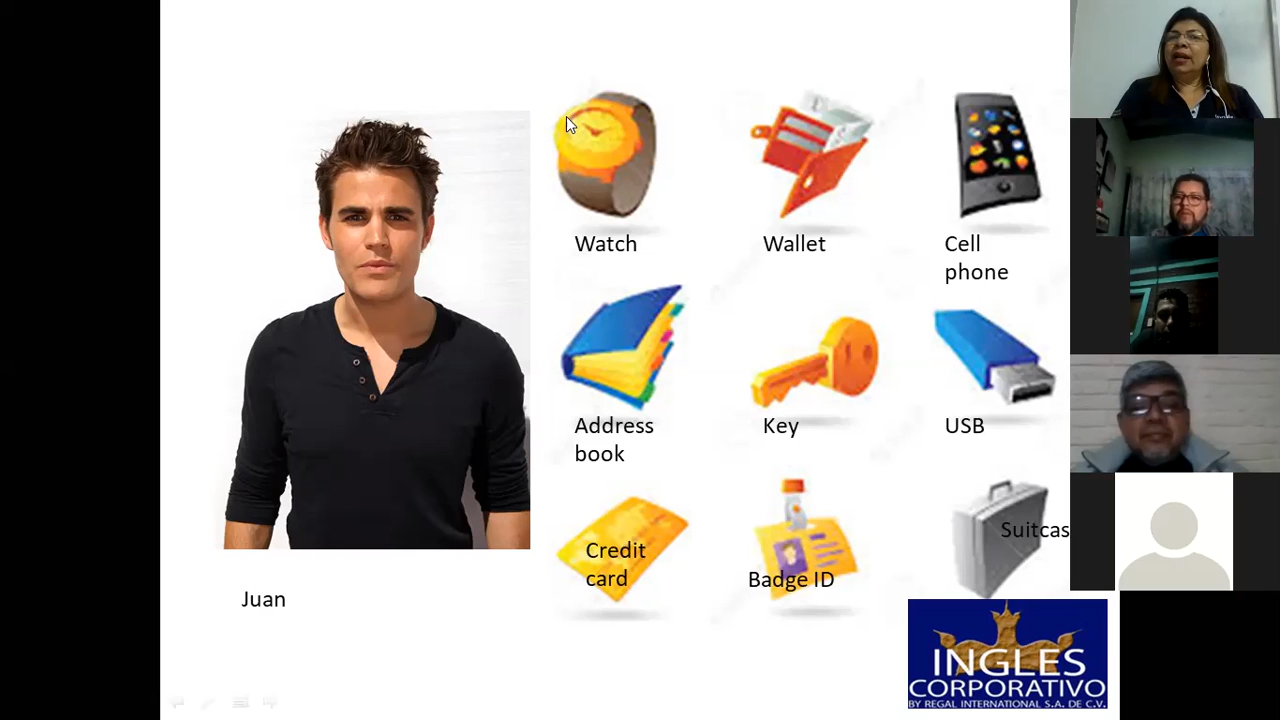 Watch
Wallet
Cell
phone
Address
book
Key
USB
Credit
card
Badge ID
Suitcas
Juan
INGLES
CORPORATIVO
BY REGAL INTERNATIONAL S.A. DE C.V.